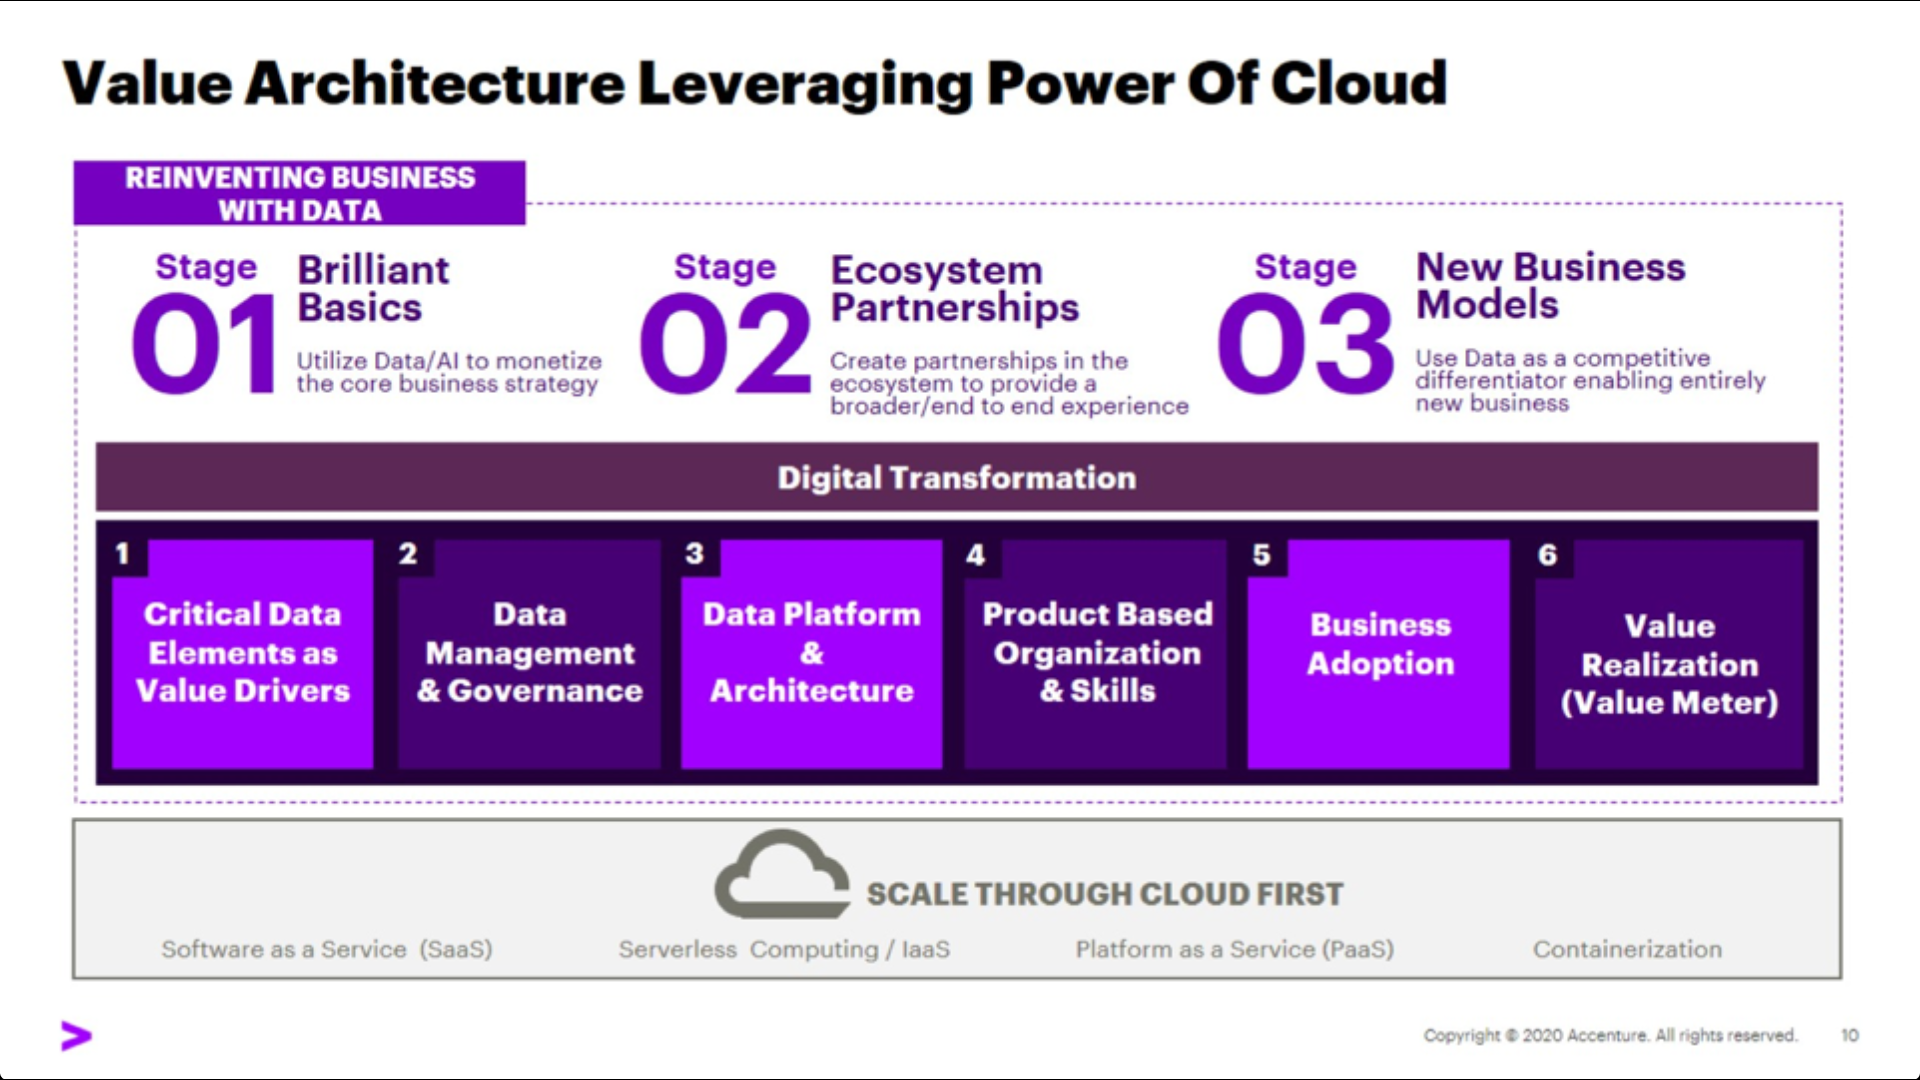 Value Architecture Leveraging Power Of Cloud
REINVENTING BUSINESS
WITH DATA
Stage
01
Brilliant
Basics
Utilize Data/AI to monetize
the core business strategy
Stage
02
Ecosystem
Partnerships
Create partnerships in the
ecosystem to provide a
broader/end to end experience
Stage
03
New Business
Models
Use Data as a competitive
differentiator enabling entirely
new business
Digital Transformation
1
Critical Data
Elements as
Value Drivers
2
Data
Management
& Governance
3
Data Platform
&
Architecture
4
Product Based
Organization
& Skills
5
Business
Adoption
6
Value
Realization
(Value Meter)
SCALE THROUGH CLOUD FIRST
Software as a Service (SaaS)
Serverless Computing / IaaS
Platform as a Service (PaaS)
Containerization
Copyright © 2020 Accenture. All rights reserved.
10